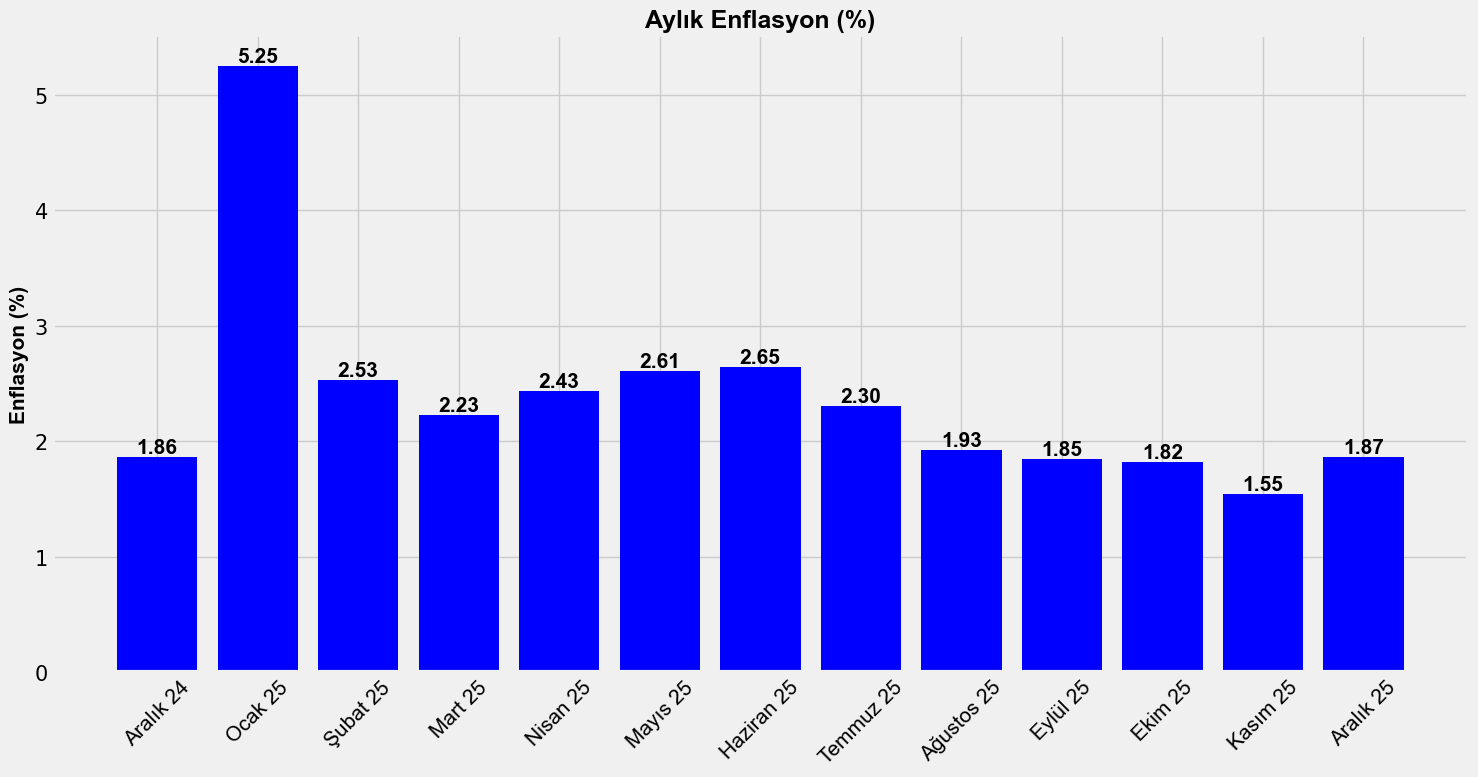 Aylık Enflasyon (%)
Enflasyon (%)
5
4
3
2
1
0
1.86
5.25
2.53
2.23
2.43
2.61
2.65
2.30
1.93
1.85
1.82
1.55
1.87
Aralık 24
Ocak 25
Şubat 25
Mart 25
Nisan 25
Mayıs 25
Haziran 25
Temmuz 25
Ağustos 25
Eylül 25
Ekim 25
Kasım 25
Aralık 25